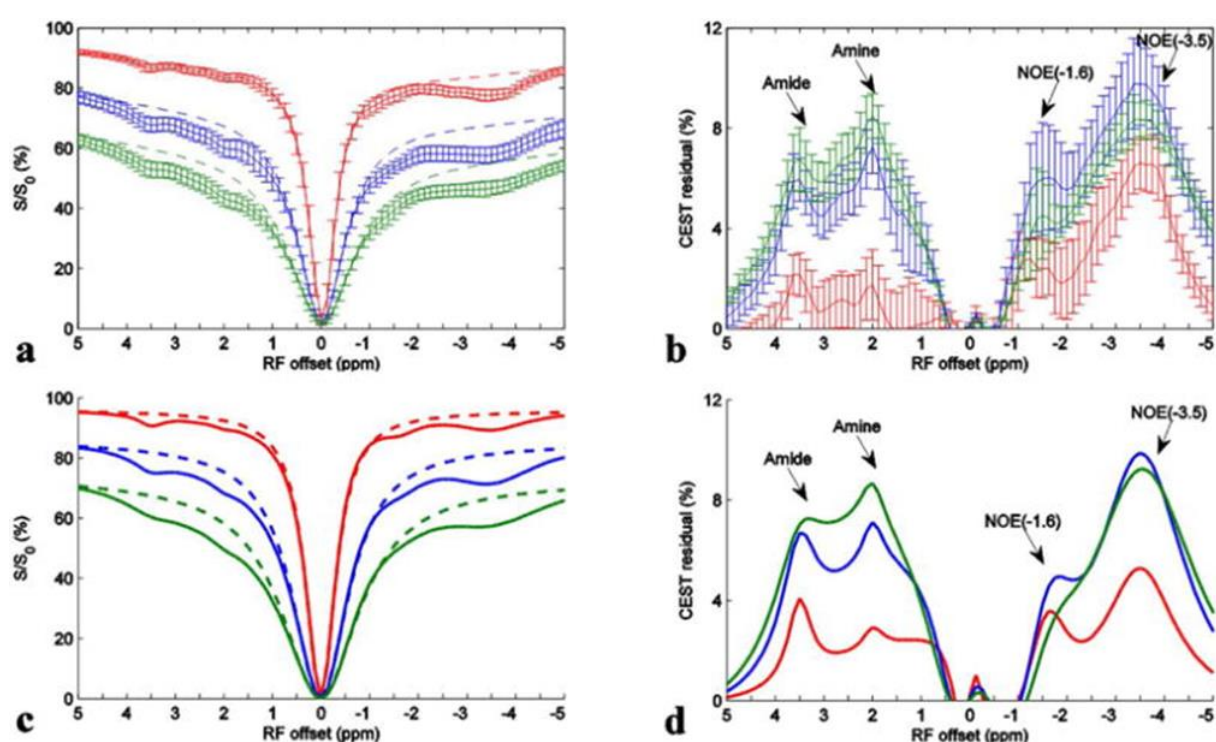 100
80
60
40
20
0
S/S0 (%)
5 4 3 2 1 0 -1 -2 -3 -4 -5
RF offset (ppm)
a
12
8
4
0
CEST residual (%)
Amide
Amine
NOE(-1.6)
NOE(-3.5)
5 4 3 2 1 0 -1 -2 -3 -4 -5
RF offset (ppm)
b
100
80
60
40
20
0
S/S0 (%)
5 4 3 2 1 0 -1 -2 -3 -4 -5
RF offset (ppm)
c
12
8
4
0
CEST residual (%)
Amide
Amine
NOE(-1.6)
NOE(-3.5)
5 4 3 2 1 0 -1 -2 -3 -4 -5
RF offset (ppm)
d